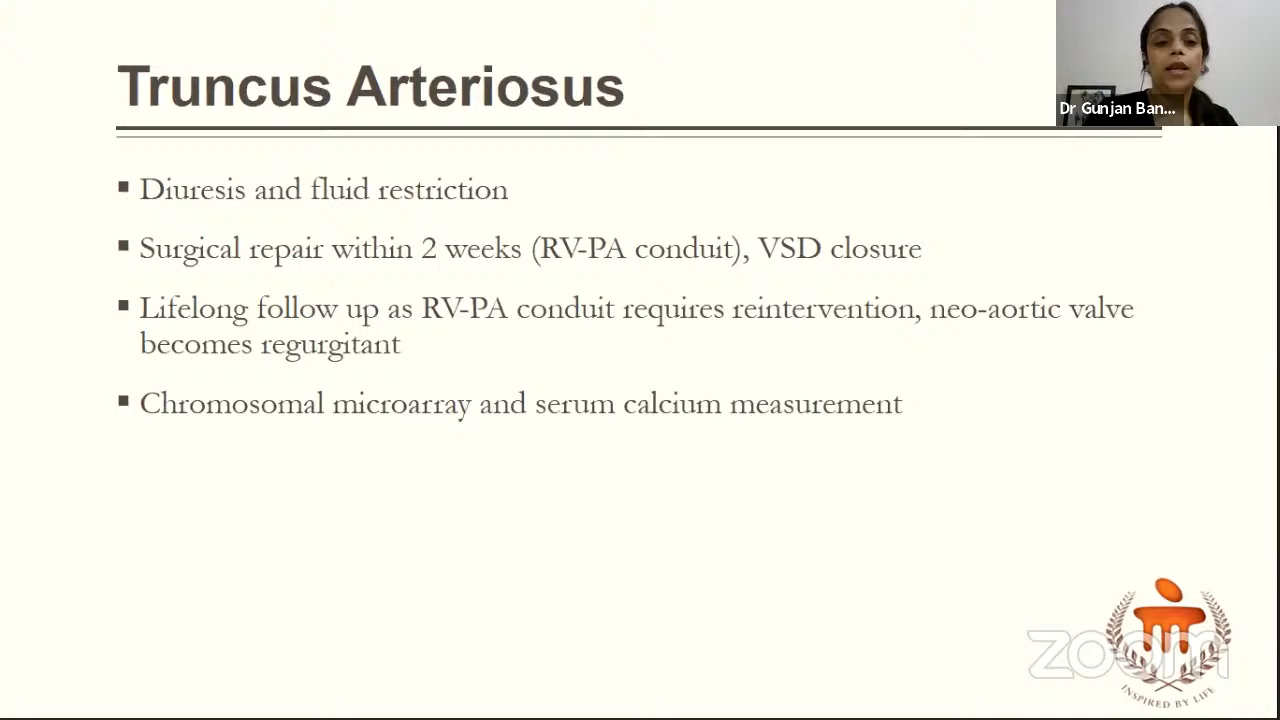 Truncus Arteriosus
Dr Gunjan Ban...
▪ Diuresis and fluid restriction
▪ Surgical repair within 2 weeks (RV-PA conduit), VSD closure
▪ Lifelong follow up as RV-PA conduit requires reintervention, neo-aortic valve
becomes regurgitant
▪ Chromosomal microarray and serum calcium measurement
zoom
INSPIRED BY LIFE